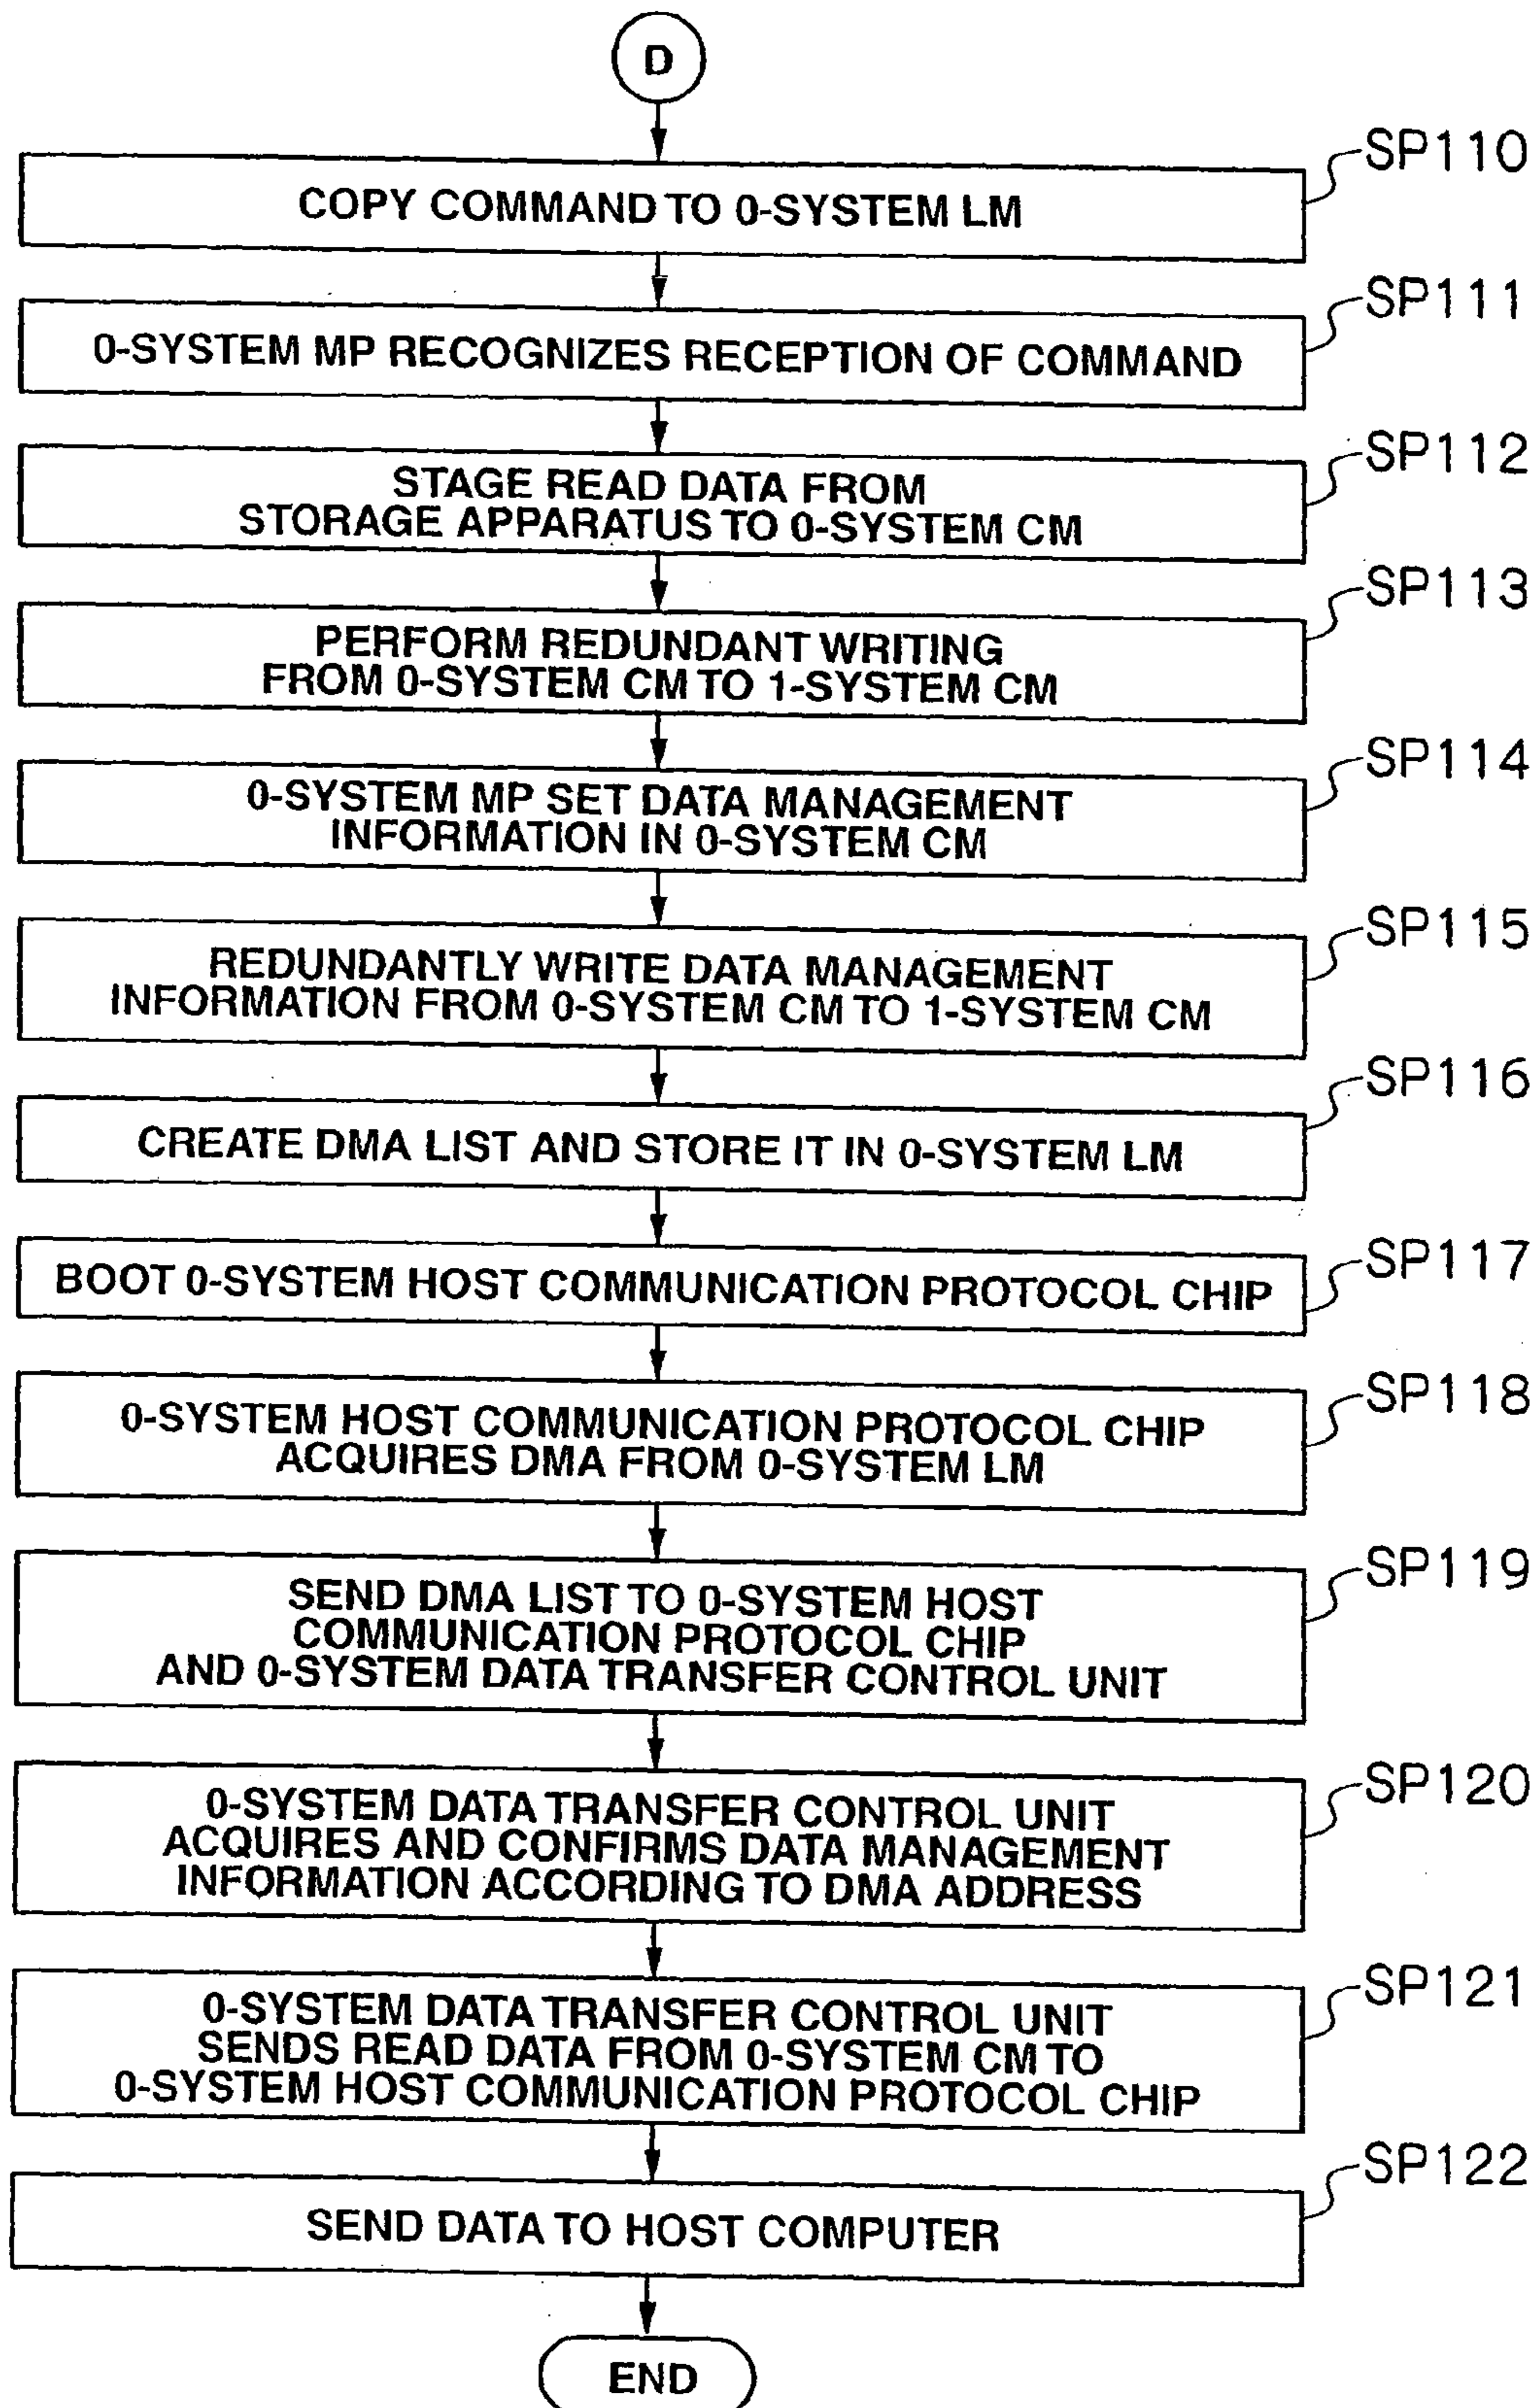 D
SP110
COPY COMMAND TO 0-SYSTEM LM
SP111
0-SYSTEM MP RECOGNIZES RECEPTION OF COMMAND
SP112
STAGE READ DATA FROM
STORAGE APPARATUS TO 0-SYSTEM CM
SP113
PERFORM REDUNDANT WRITING
FROM 0-SYSTEM CM TO 1-SYSTEM CM
SP114
0-SYSTEM MP SET DATA MANAGEMENT
INFORMATION IN 0-SYSTEM CM
SP115
REDUNDANTLY WRITE DATA MANAGEMENT
INFORMATION FROM 0-SYSTEM CM TO 1-SYSTEM CM
SP116
CREATE DMA LIST AND STORE IT IN 0-SYSTEM LM
SP117
BOOT 0-SYSTEM HOST COMMUNICATION PROTOCOL CHIP
SP118
0-SYSTEM HOST COMMUNICATION PROTOCOL CHIP
ACQUIRES DMA FROM 0-SYSTEM LM
SP119
SEND DMA LIST TO 0-SYSTEM HOST
COMMUNICATION PROTOCOL CHIP
AND 0-SYSTEM DATA TRANSFER CONTROL UNIT
SP120
0-SYSTEM DATA TRANSFER CONTROL UNIT
ACQUIRES AND CONFIRMS DATA MANAGEMENT
INFORMATION ACCORDING TO DMA ADDRESS
SP121
0-SYSTEM DATA TRANSFER CONTROL UNIT
SENDS READ DATA FROM 0-SYSTEM CM TO
0-SYSTEM HOST COMMUNICATION PROTOCOL CHIP
SP122
SEND DATA TO HOST COMPUTER
END